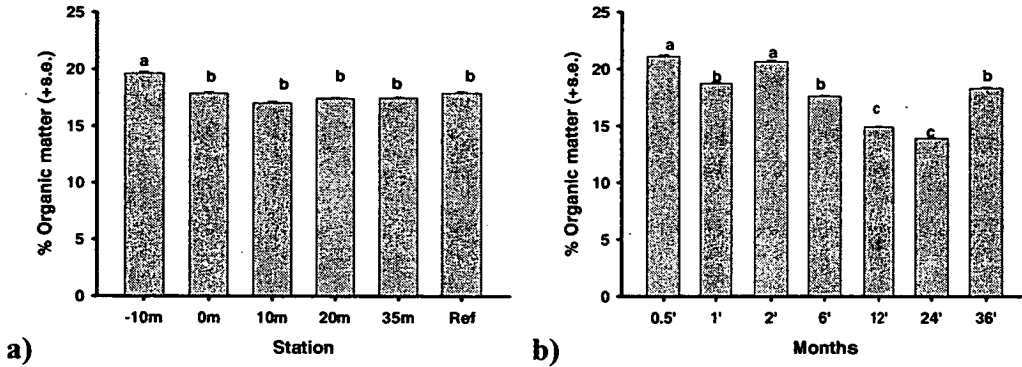 25
20
15
10
5
0
% Organic matter (+s.e.)
a b b b b b
-10m 0m 10m 20m 35m Ref
Station
a)
25
20
15
10
5
0
% Organic matter (+s.e.)
a b a b c c b
0.5' 1' 2' 6' 12' 24' 36'
Months
b)